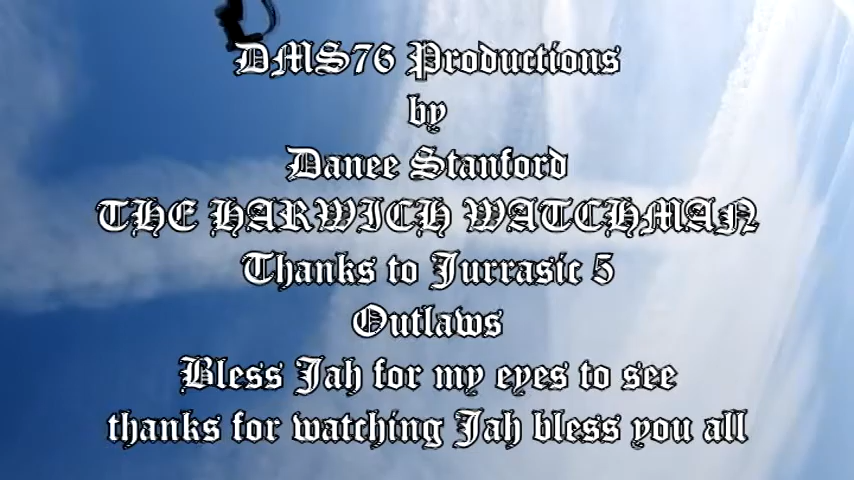 DMS76 Productions
by
Danee Stanford
THE HARWICH WATCHMAN
Thanks to Jurrasic 5
Outlaws
Bless Jah for my eyes to see
thanks for watching Jah bless you all